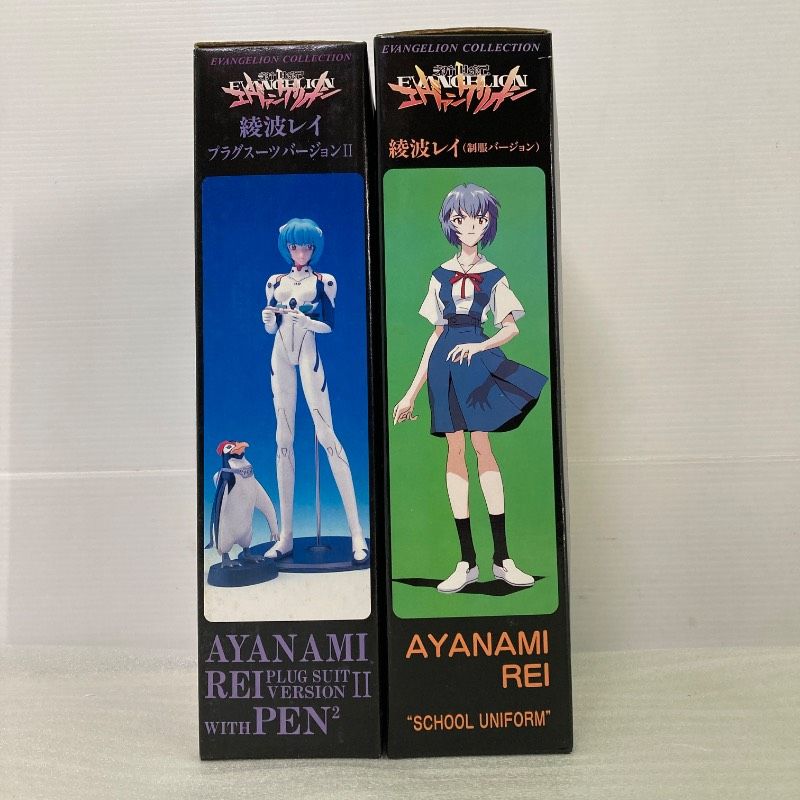 EVANGELION COLLECTION
新世紀
EVANGELION
エヴァンゲリオン
綾波レイ
プラグスーツバージョンII
AYANAMI
REI PLUG SUIT VERSION II
WITH PEN²
EVANGELION COLLECTION
新世紀
EVANGELION
エヴァンゲリオン
綾波レイ(制服バージョン)
AYANAMI
REI
"SCHOOL UNIFORM"